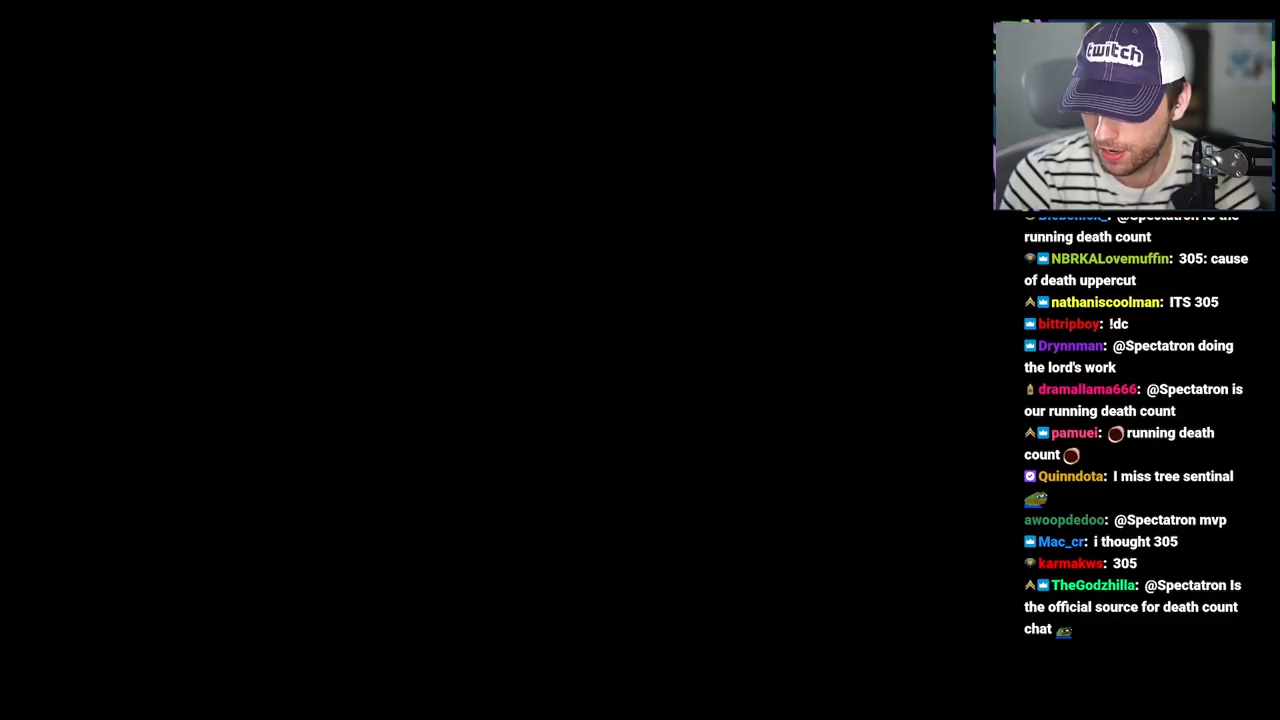 twitch
running death count
NBRKALovemuffin: 305: cause
of death uppercut
nathaniscoolman: ITS 305
bittripboy: !dc
Drynnman: @Spectatron doing
the lord's work
dramallama666: @Spectatron is
our running death count
pamuei: running death
count
Quinndota: I miss tree sentinal
awoopdedoo: @Spectatron mvp
Mac_cr: i thought 305
karmakws: 305
TheGodzhilla: @Spectatron Is
the official source for death count
chat